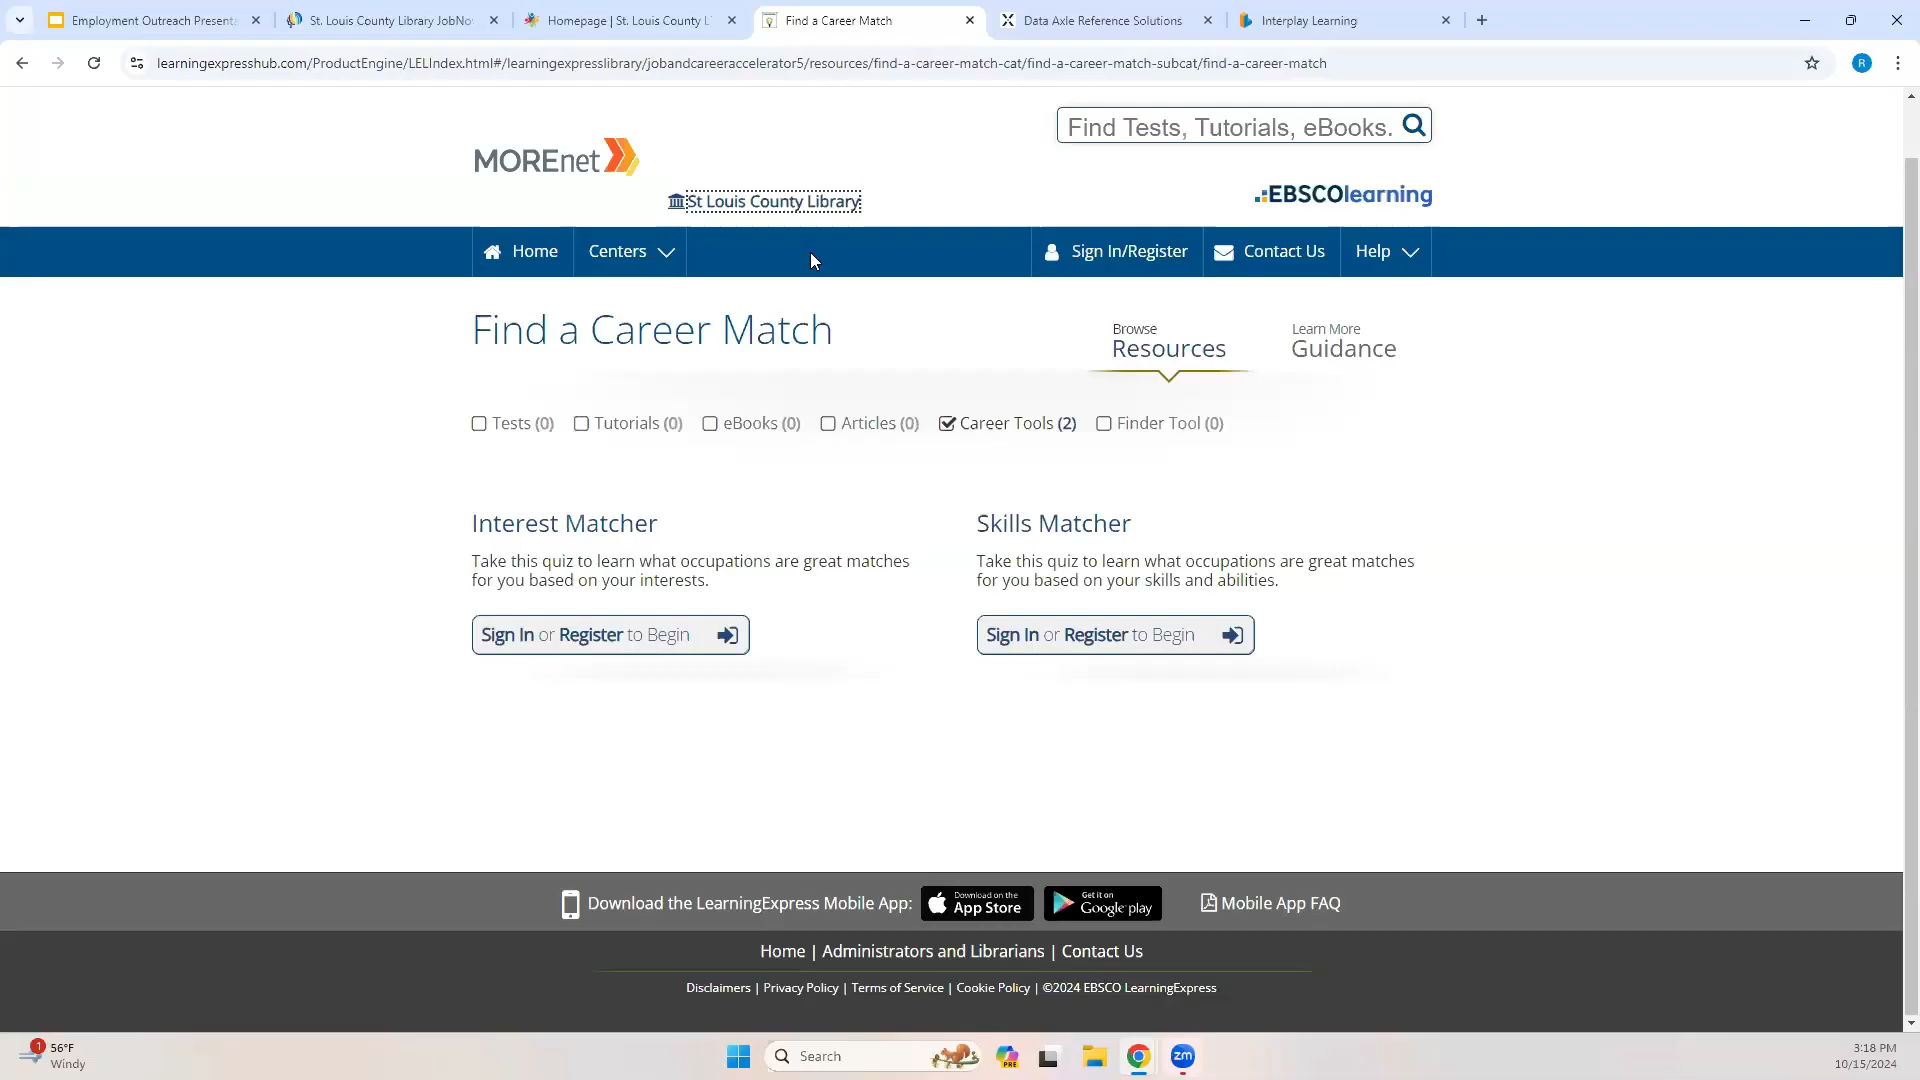 Employment Outreach Presenta
St. Louis County Library JobNo
Homepage | St. Louis County L
Find a Career Match
Data Axle Reference Solutions
Interplay Learning
learningexpresshub.com/ProductEngine/LELIndex.html#/learningexpresslibrary/jobandcareeraccelerator5/resources/find-a-career-match-cat/find-a-career-match-subcat/find-a-career-match
R
Find Tests, Tutorials, eBooks.
MOREnet
St Louis County Library
EBSCOlearning
Home
Centers
Sign In/Register
Contact Us
Help
Find a Career Match
Browse
Resources
Learn More
Guidance
Tests (0)
Tutorials (0)
eBooks (0)
Articles (0)
Career Tools (2)
Finder Tool (0)
Interest Matcher
Take this quiz to learn what occupations are great matches
for you based on your interests.
Sign In or Register to Begin
Skills Matcher
Take this quiz to learn what occupations are great matches
for you based on your skills and abilities.
Sign In or Register to Begin
Download the LearningExpress Mobile App:
Download on the
App Store
Get it on
Google play
Mobile App FAQ
Home | Administrators and Librarians | Contact Us
Disclaimers | Privacy Policy | Terms of Service | Cookie Policy | ©2024 EBSCO LearningExpress
1
56°F
Windy
Search
PRE
zm
3:18 PM
10/15/2024